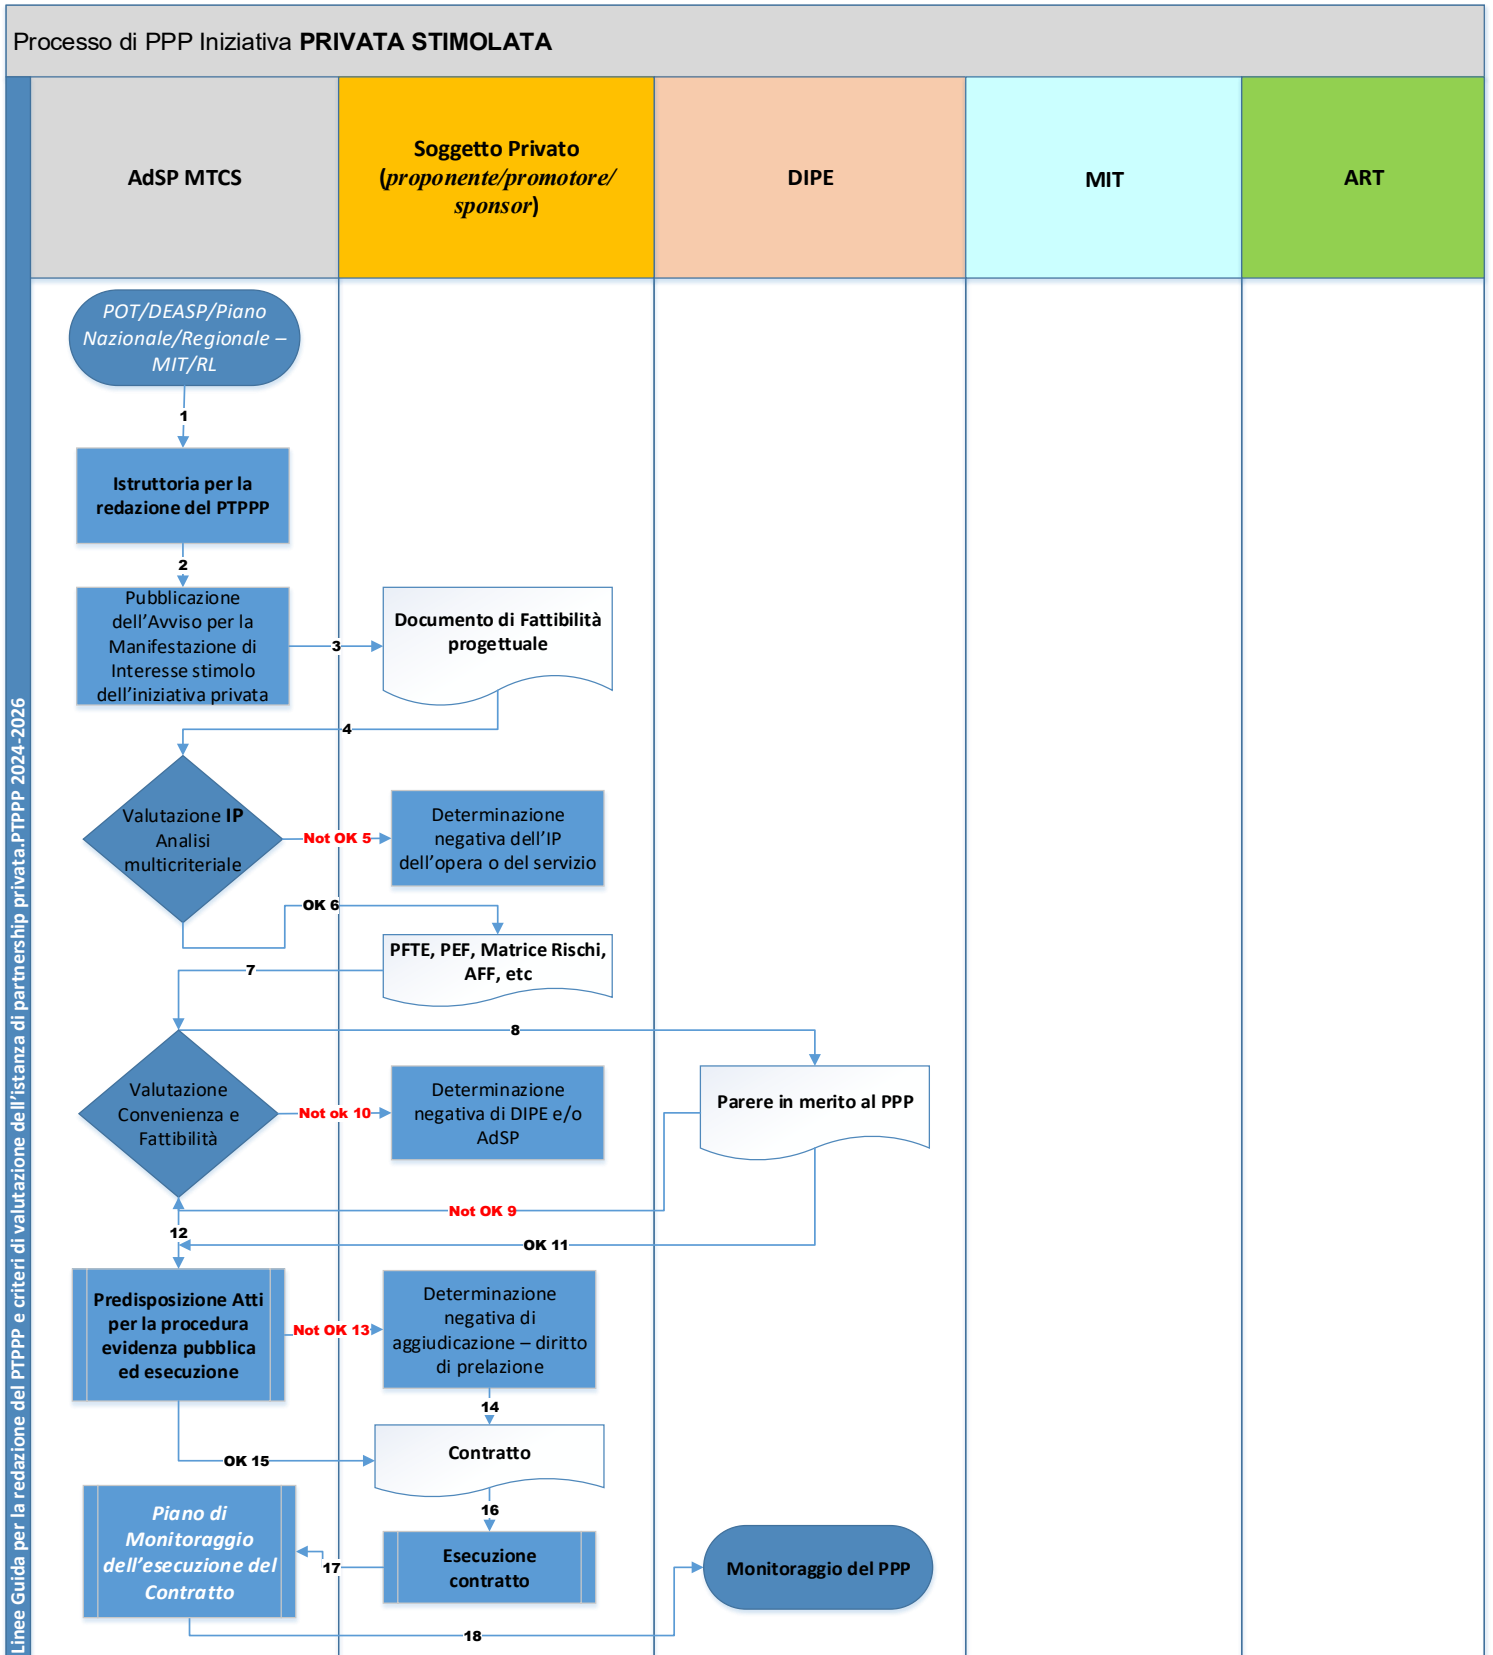 Processo di PPP Iniziativa PRIVATA STIMOLATA
AdSP MTCS
Soggetto Privato
(proponente/promotore/
sponsor)
DIPE
MIT
ART
Linee Guida per la redazione del PTPPP e criteri di valutazione dell'istanza di partnership privata.PTPPP 2024-2026
POT/DEASP/Piano
Nazionale/Regionale –
MIT/RL
1
Istruttoria per la
redazione del PTPPP
2
Pubblicazione
dell'Avviso per la
Manifestazione di
Interesse stimolo
dell'iniziativa privata
3
Documento di Fattibilità
progettuale
4
Valutazione IP
Analisi
multicriteriale
Not OK 5
Determinazione
negativa dell'IP
dell'opera o del servizio
OK 6
PFTE, PEF, Matrice Rischi,
AFF, etc
7
8
Valutazione
Convenienza e
Fattibilità
Not ok 10
Determinazione
negativa di DIPE e/o
AdSP
Parere in merito al PPP
Not OK 9
12
OK 11
Predisposizione Atti
per la procedura
evidenza pubblica
ed esecuzione
Not OK 13
Determinazione
negativa di
aggiudicazione – diritto
di prelazione
14
Contratto
OK 15
16
Piano di
Monitoraggio
dell'esecuzione del
Contratto
17
Esecuzione
contratto
Monitoraggio del PPP
18